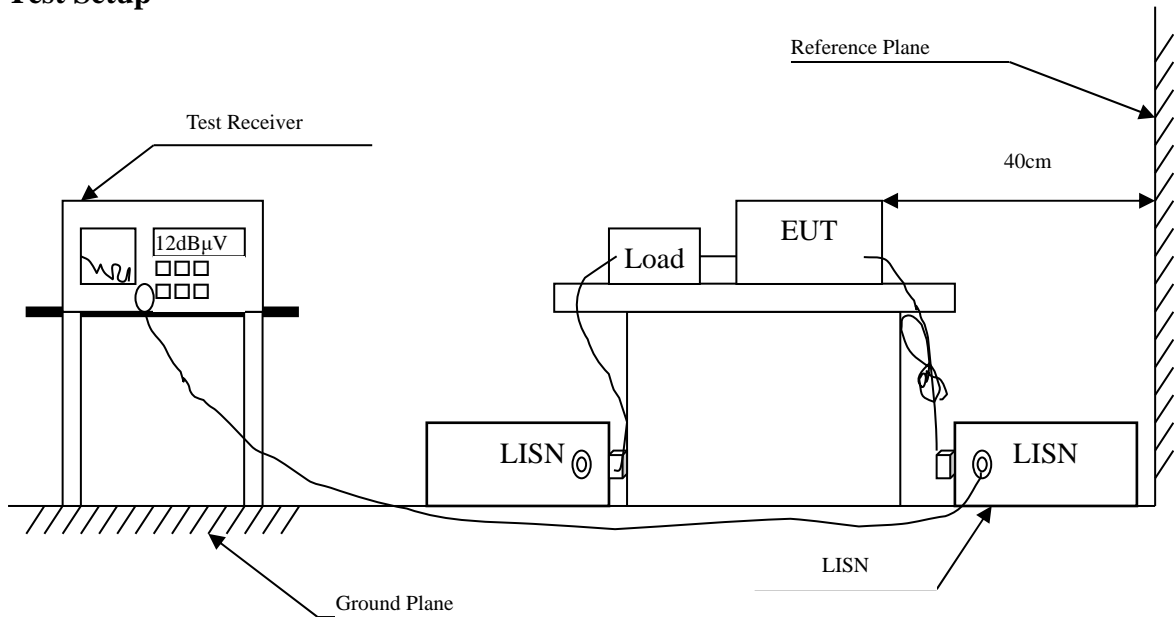 Test Setup
Reference Plane
Test Receiver
40cm
12dBµV
Load
EUT
LISN
LISN
LISN
Ground Plane